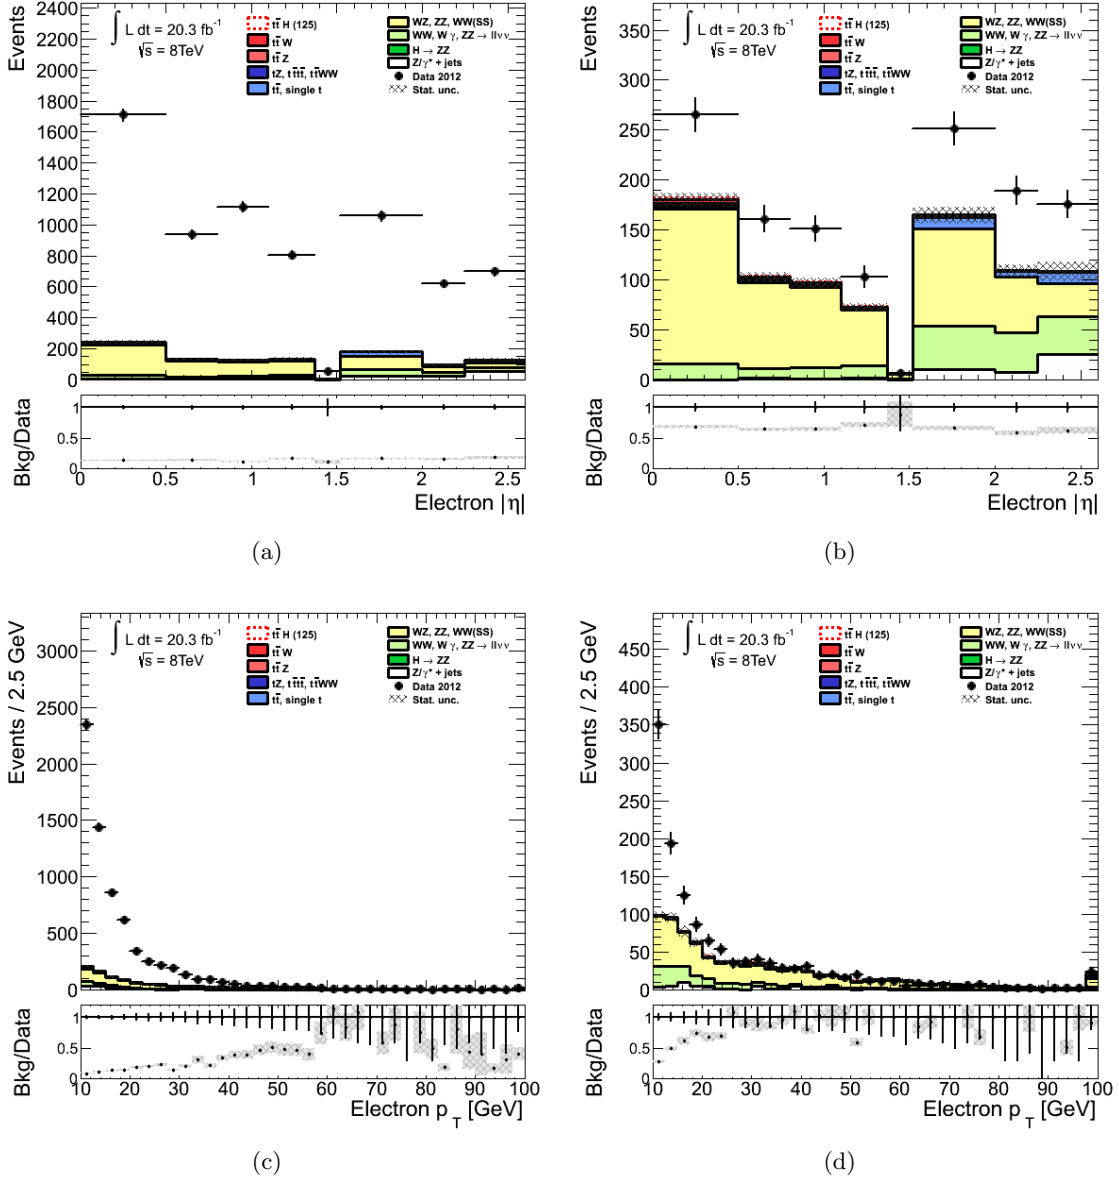 Events
2400
2200
2000
1800
1600
1400
1200
1000
800
600
400
200
0
∫ L dt = 20.3 fb⁻¹
√s = 8TeV
tt̄ H (125)
tt̄ W
tt̄ Z
tZ, tt̄tt̄, tt̄WW
tt̄, single t
WZ, ZZ, WW(SS)
WW, W γ, ZZ → llνν
H → ZZ
Z/γ* + jets
Data 2012
Stat. unc.
Bkg/Data
1
0.5
0
0 0.5 1 1.5 2 2.5
Electron |η|
(a)
Events
350
300
250
200
150
100
50
0
∫ L dt = 20.3 fb⁻¹
√s = 8TeV
tt̄ H (125)
tt̄ W
tt̄ Z
tZ, tt̄tt̄, tt̄WW
tt̄, single t
WZ, ZZ, WW(SS)
WW, W γ, ZZ → llνν
H → ZZ
Z/γ* + jets
Data 2012
Stat. unc.
Bkg/Data
1
0.5
0
0 0.5 1 1.5 2 2.5
Electron |η|
(b)
Events / 2.5 GeV
3000
2500
2000
1500
1000
500
0
∫ L dt = 20.3 fb⁻¹
√s = 8TeV
tt̄ H (125)
tt̄ W
tt̄ Z
tZ, tt̄tt̄, tt̄WW
tt̄, single t
WZ, ZZ, WW(SS)
WW, W γ, ZZ → llνν
H → ZZ
Z/γ* + jets
Data 2012
Stat. unc.
Bkg/Data
1
0.5
0
10 20 30 40 50 60 70 80 90 100
Electron p_T [GeV]
(c)
Events / 2.5 GeV
450
400
350
300
250
200
150
100
50
0
∫ L dt = 20.3 fb⁻¹
√s = 8TeV
tt̄ H (125)
tt̄ W
tt̄ Z
tZ, tt̄tt̄, tt̄WW
tt̄, single t
WZ, ZZ, WW(SS)
WW, W γ, ZZ → llνν
H → ZZ
Z/γ* + jets
Data 2012
Stat. unc.
Bkg/Data
1
0.5
0
10 20 30 40 50 60 70 80 90 100
Electron p_T [GeV]
(d)